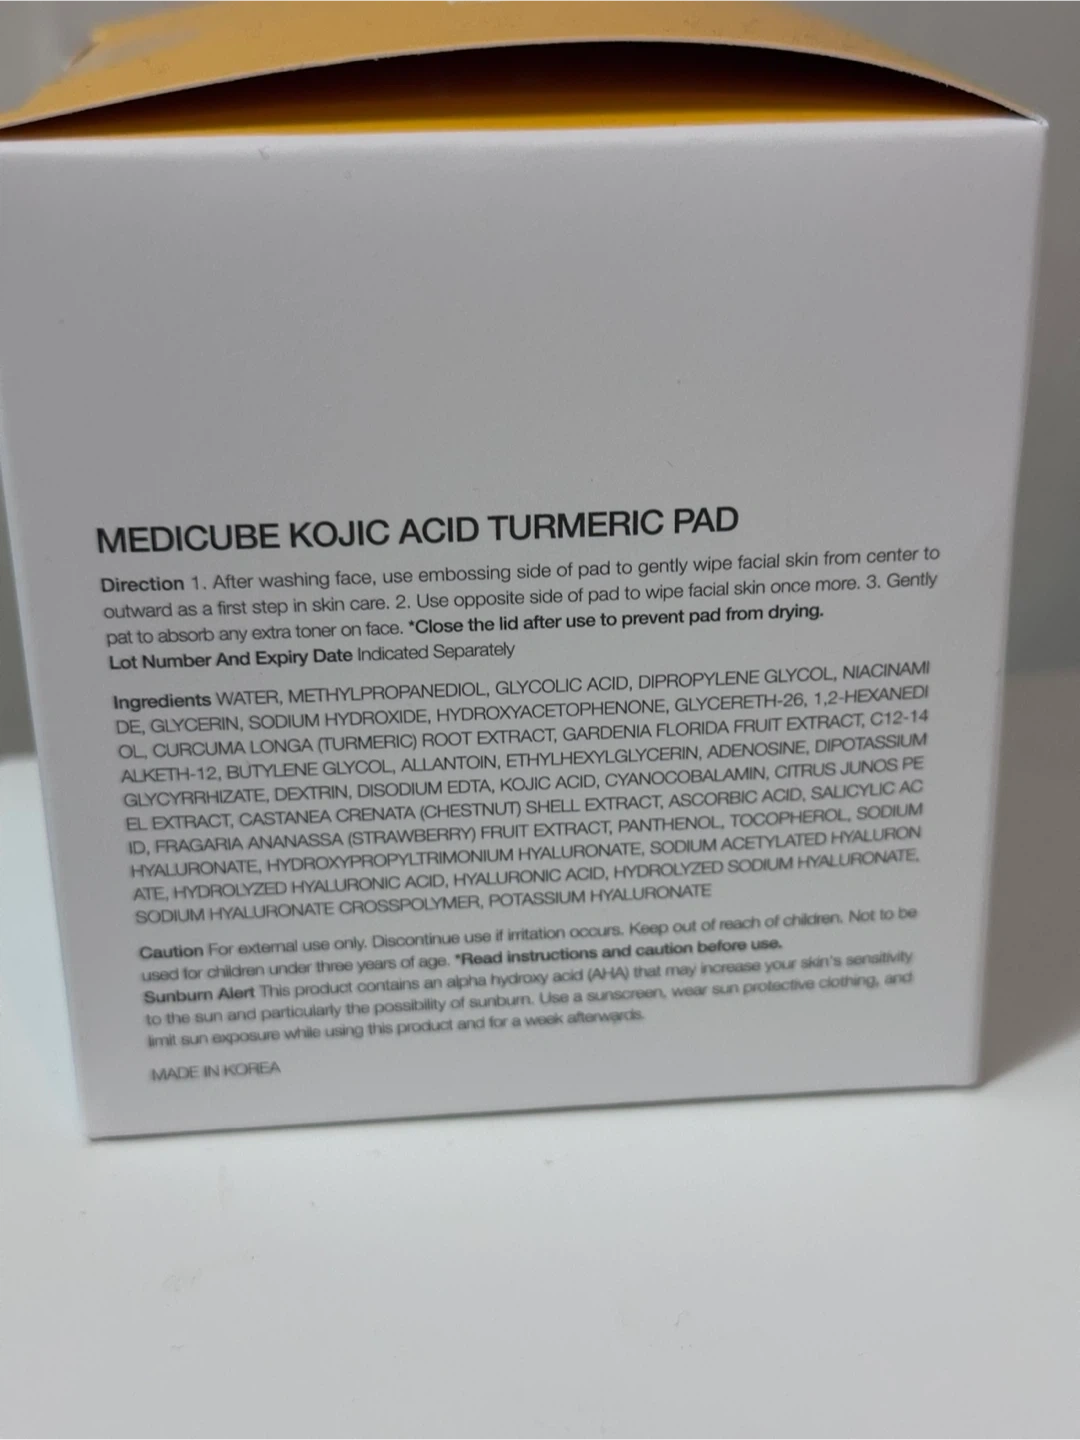 MEDICUBE KOJIC ACID TURMERIC PAD
Direction 1. After washing face, use embossing side of pad to gently wipe facial skin from center to
outward as a first step in skin care. 2. Use opposite side of pad to wipe facial skin once more. 3. Gently
pat to absorb any extra toner on face. *Close the lid after use to prevent pad from drying.
Lot Number And Expiry Date Indicated Separately
Ingredients WATER, METHYLPROPANEDIOL, GLYCOLIC ACID, DIPROPYLENE GLYCOL, NIACINAMI
DE, GLYCERIN, SODIUM HYDROXIDE, HYDROXYACETOPHENONE, GLYCERETH-26, 1,2-HEXANEDI
OL, CURCUMA LONGA (TURMERIC) ROOT EXTRACT, GARDENIA FLORIDA FRUIT EXTRACT, C12-14
ALKETH-12, BUTYLENE GLYCOL, ALLANTOIN, ETHYLHEXYLGLYCERIN, ADENOSINE, DIPOTASSIUM
GLYCYRRHIZATE, DEXTRIN, DISODIUM EDTA, KOJIC ACID, CYANOCOBALAMIN, CITRUS JUNOS PE
EL EXTRACT, CASTANEA CRENATA (CHESTNUT) SHELL EXTRACT, ASCORBIC ACID, SALICYLIC AC
ID, FRAGARIA ANANASSA (STRAWBERRY) FRUIT EXTRACT, PANTHENOL, TOCOPHEROL, SODIUM
HYALURONATE, HYDROXYPROPYLTRIMONIUM HYALURONATE, SODIUM ACETYLATED HYALURON
ATE, HYDROLYZED HYALURONIC ACID, HYALURONIC ACID, HYDROLYZED SODIUM HYALURONATE,
SODIUM HYALURONATE CROSSPOLYMER, POTASSIUM HYALURONATE
Caution For external use only. Discontinue use if irritation occurs. Keep out of reach of children. Not to be
used for children under three years of age. *Read instructions and caution before use.
Sunburn Alert This product contains an alpha hydroxy acid (AHA) that may increase your skin's sensitivity
to the sun and particularly the possibility of sunburn. Use a sunscreen, wear sun protective clothing, and
limit sun exposure while using this product and for a week afterwards.
MADE IN KOREA